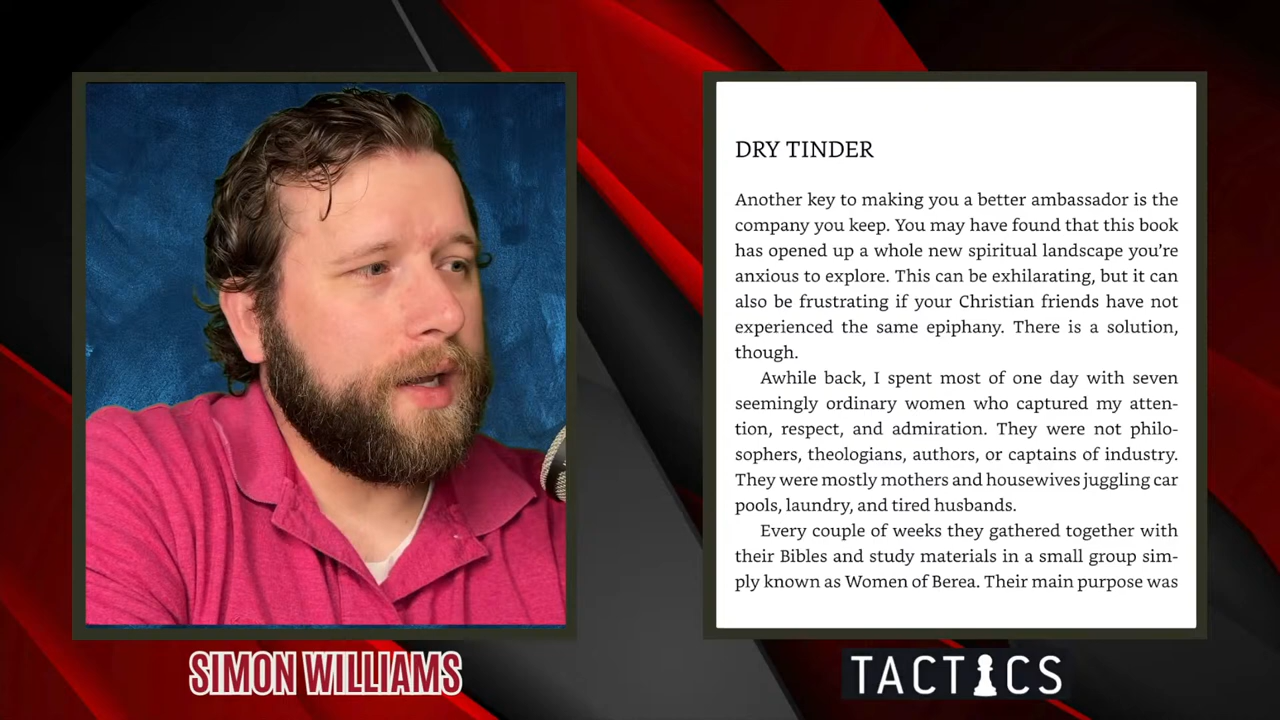 DRY TINDER
Another key to making you a better ambassador is the
company you keep. You may have found that this book
has opened up a whole new spiritual landscape you're
anxious to explore. This can be exhilarating, but it can
also be frustrating if your Christian friends have not
experienced the same epiphany. There is a solution,
though.
Awhile back, I spent most of one day with seven
seemingly ordinary women who captured my atten-
tion, respect, and admiration. They were not philo-
sophers, theologians, authors, or captains of industry.
They were mostly mothers and housewives juggling car
pools, laundry, and tired husbands.
Every couple of weeks they gathered together with
their Bibles and study materials in a small group sim-
ply known as Women of Berea. Their main purpose was
SIMON WILLIAMS
TACTICS